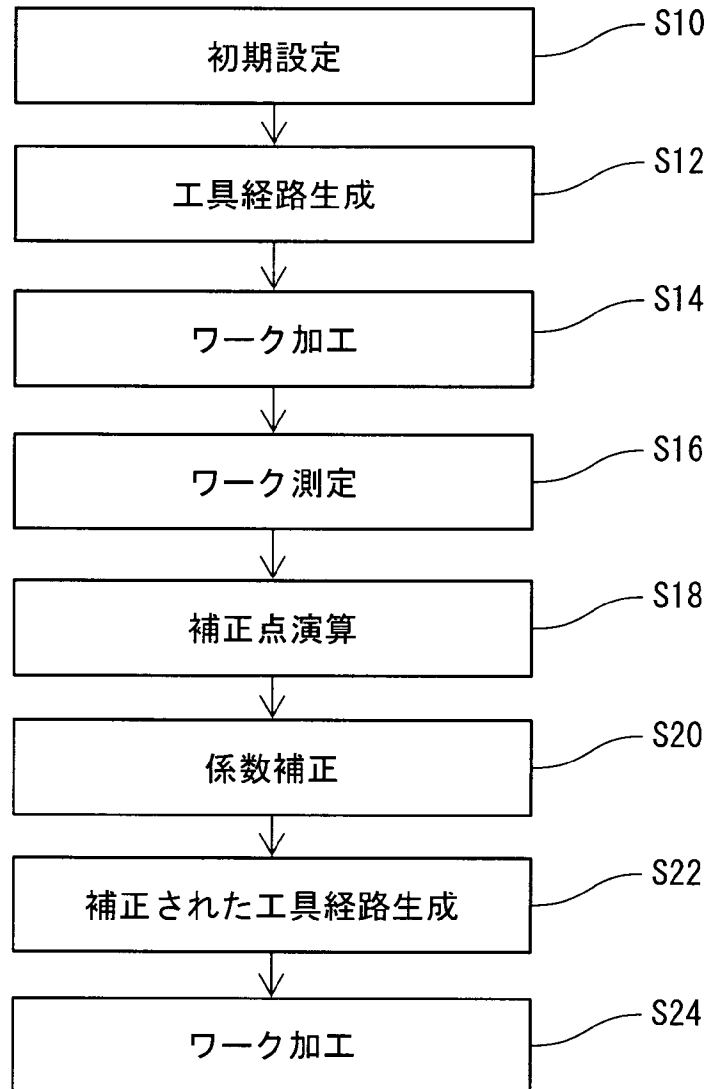 初期設定
S10
工具経路生成
S12
ワーク加工
S14
ワーク測定
S16
補正点演算
S18
係数補正
S20
補正された工具経路生成
S22
ワーク加工
S24